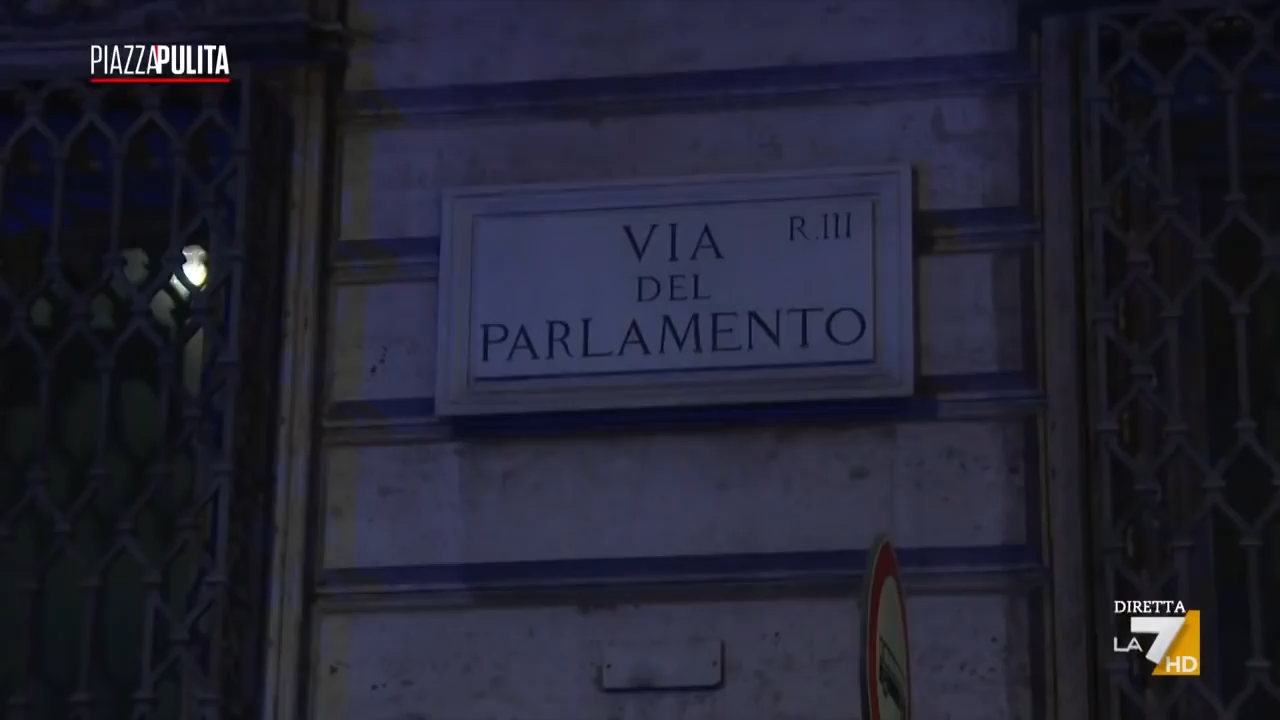 PIAZZAPULITA
VIA R.III
DEL
PARLAMENTO
DIRETTA
LA7
HD